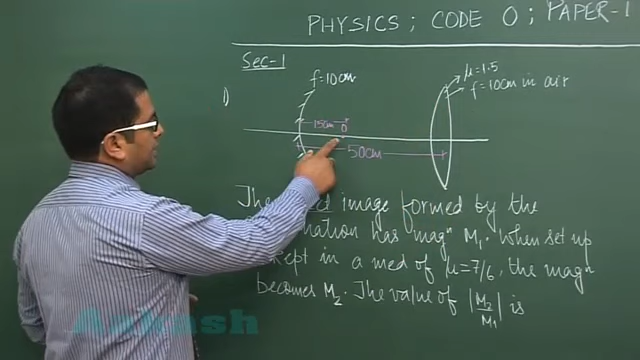 PHYSICS; CODE 0; PAPER-1
Sec-1
f=10cm
μ=1.5
f=10cm in air
1)
15cm
O
50cm
The image formed by the
has magⁿ M₁. When set up
kept in a med of μ=7/6, the magⁿ
becomes M₂. The value of |M₂/M₁| is
Aakash